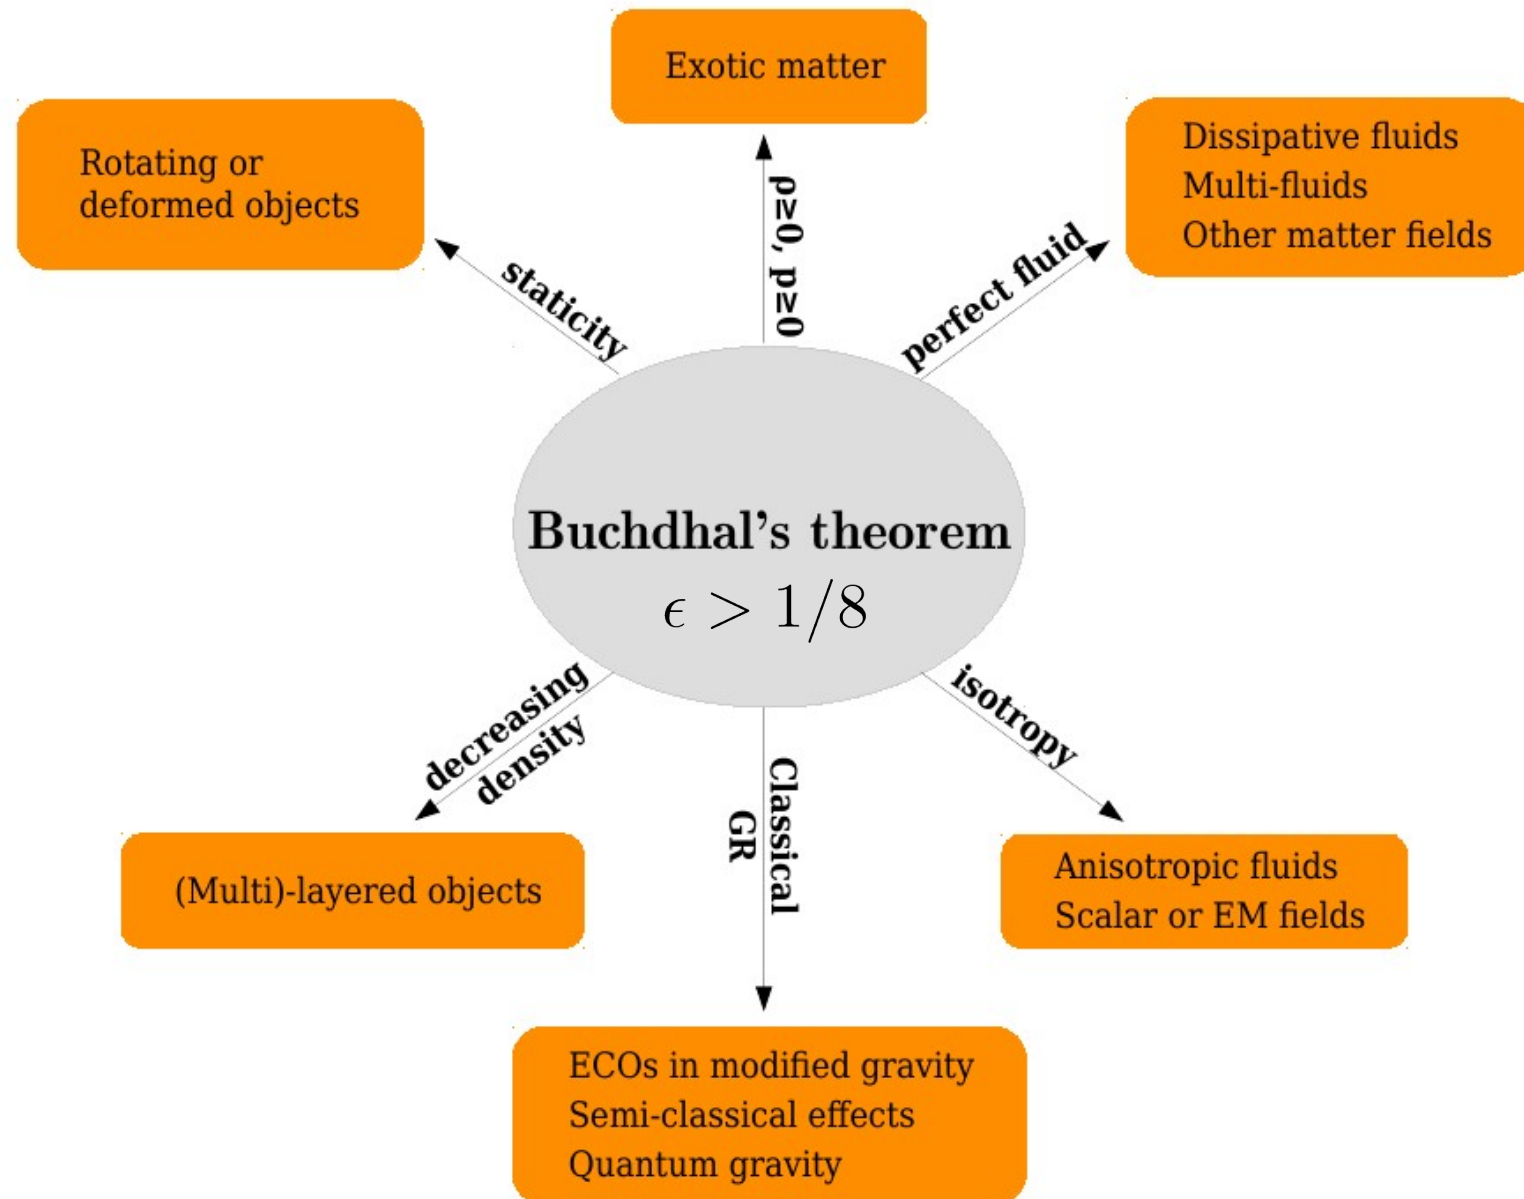 Exotic matter
Rotating or
deformed objects
Dissipative fluids
Multi-fluids
Other matter fields
staticity
ρ≥0, p≥0
perfect fluid
Buchdhal's theorem
ϵ > 1/8
decreasing
density
Classical
GR
isotropy
(Multi)-layered objects
Anisotropic fluids
Scalar or EM fields
ECOs in modified gravity
Semi-classical effects
Quantum gravity